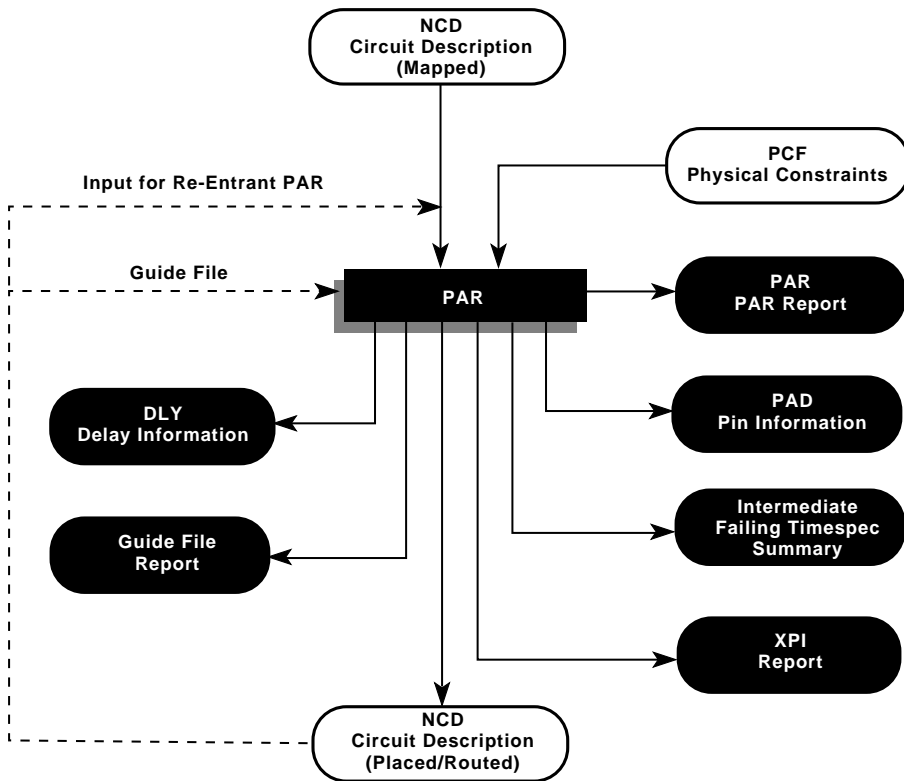 NCD
Circuit Description
(Mapped)
PCF
Physical Constraints
Input for Re-Entrant PAR
Guide File
PAR
PAR
PAR Report
DLY
Delay Information
PAD
Pin Information
Guide File
Report
Intermediate
Failing Timespec
Summary
XPI
Report
NCD
Circuit Description
(Placed/Routed)